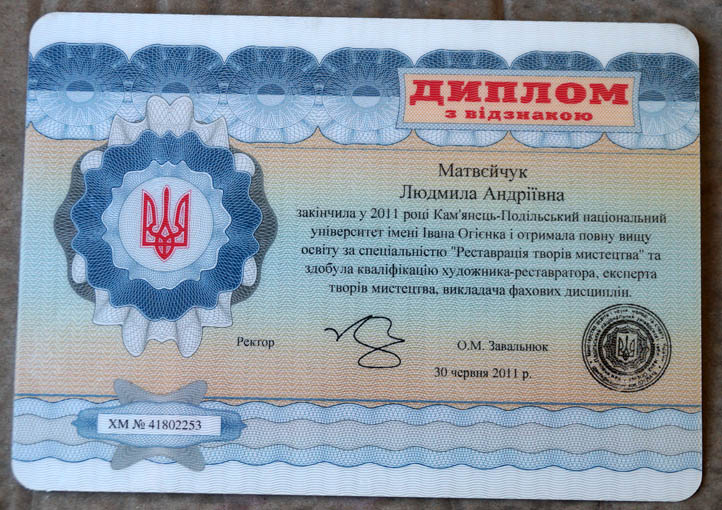 ДИПЛОМ
з відзнакою
Матвєйчук
Людмила Андріївна
закінчила у 2011 році Кам'янець-Подільський національний
університет імені Івана Огієнка і отримала повну вищу
освіту за спеціальністю "Реставрація творів мистецтва" та
здобула кваліфікацію художника-реставратора, експерта
творів мистецтва, викладача фахових дисциплін.
Ректор
О.М. Завальнюк
30 червня 2011 р.
ХМ № 41802253